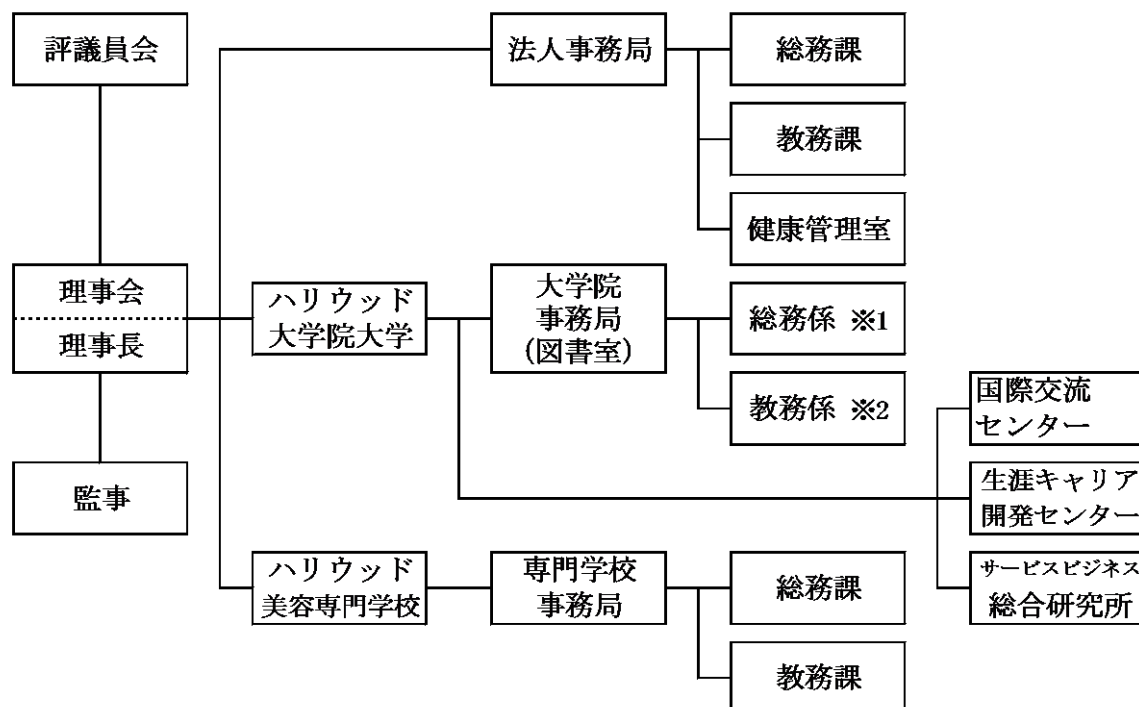 評議員会
理事会
理事長
監事
法人事務局
総務課
教務課
健康管理室
ハリウッド
大学院大学
大学院
事務局
(図書室)
総務係 ※1
教務係 ※2
国際交流
センター
生涯キャリア
開発センター
サービスビジネス
総合研究所
ハリウッド
美容専門学校
専門学校
事務局
総務課
教務課